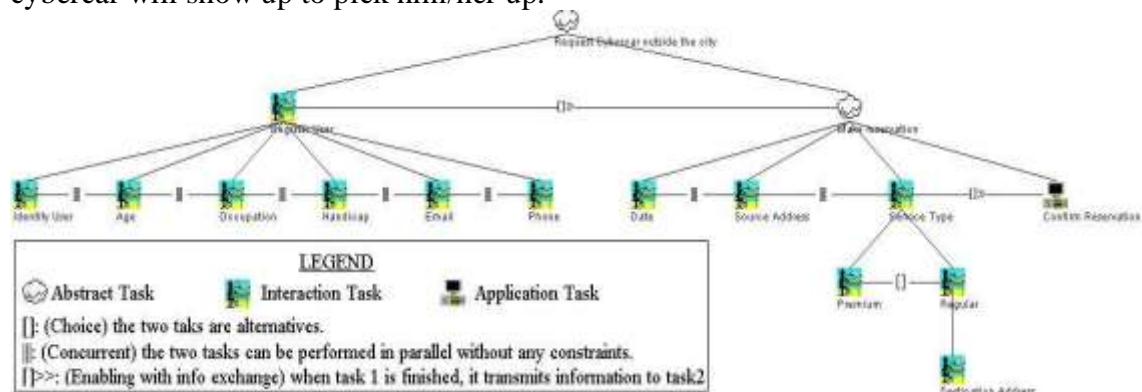 cybercar will show up to pick him/her up.
Request Cybercar outside the city
[]>
Register User
Make reservation
Identify User ||| Age ||| Occupation ||| Handicap ||| Email ||| Phone
Date ||| Source Address ||| Service Type []> Confirm Reservation
Premium [] Regular
Destination Address
LEGEND
Abstract Task Interaction Task Application Task
[]: (Choice) the two taks are alternatives.
|||: (Concurrent) the two tasks can be performed in parallel without any constraints.
[]>>: (Enabling with info exchange) when task 1 is finished, it transmits information to task2